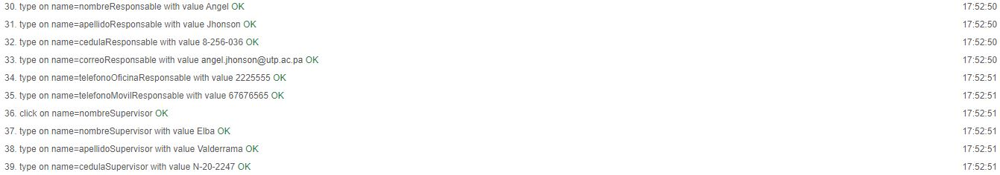 30. type on name=nombreResponsable with value Angel OK 17:52:50
31. type on name=apellidoResponsable with value Jhonson OK 17:52:50
32. type on name=cedulaResponsable with value 8-256-036 OK 17:52:50
33. type on name=correoResponsable with value angel.jhonson@utp.ac.pa OK 17:52:50
34. type on name=telefonoOficinaResponsable with value 2225555 OK 17:52:51
35. type on name=telefonoMovilResponsable with value 67676565 OK 17:52:51
36. click on name=nombreSupervisor OK 17:52:51
37. type on name=nombreSupervisor with value Elba OK 17:52:51
38. type on name=apellidoSupervisor with value Valderrama OK 17:52:51
39. type on name=cedulaSupervisor with value N-20-2247 OK 17:52:51